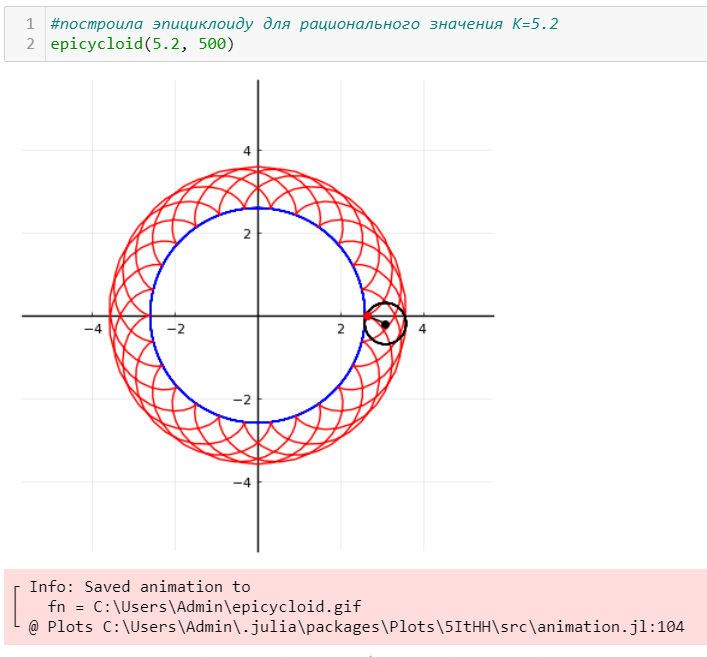 1 #построила эпициклоиду для рационального значения K=5.2
2 epicycloid(5.2, 500)
4
2
−4 −2 2 4
−2
−4
┌ Info: Saved animation to
│   fn = C:\Users\Admin\epicycloid.gif
└ @ Plots C:\Users\Admin\.julia\packages\Plots\5ItHH\src\animation.jl:104